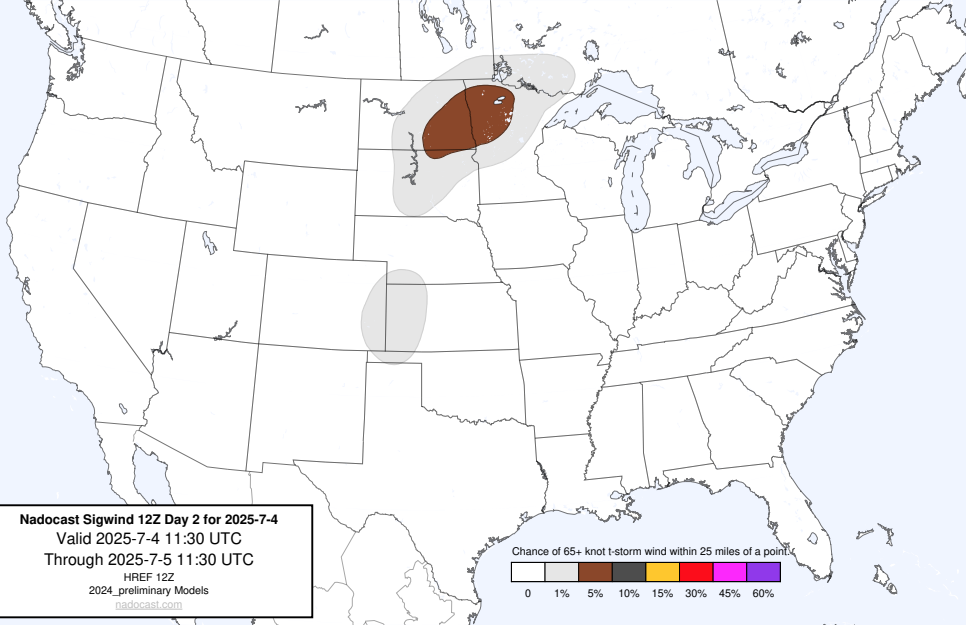 Nadocast Sigwind 12Z Day 2 for 2025-7-4
Valid 2025-7-4 11:30 UTC
Through 2025-7-5 11:30 UTC
HREF 12Z
2024_preliminary Models
nadocast.com
Chance of 65+ knot t-storm wind within 25 miles of a point.
0 1% 5% 10% 15% 30% 45% 60%